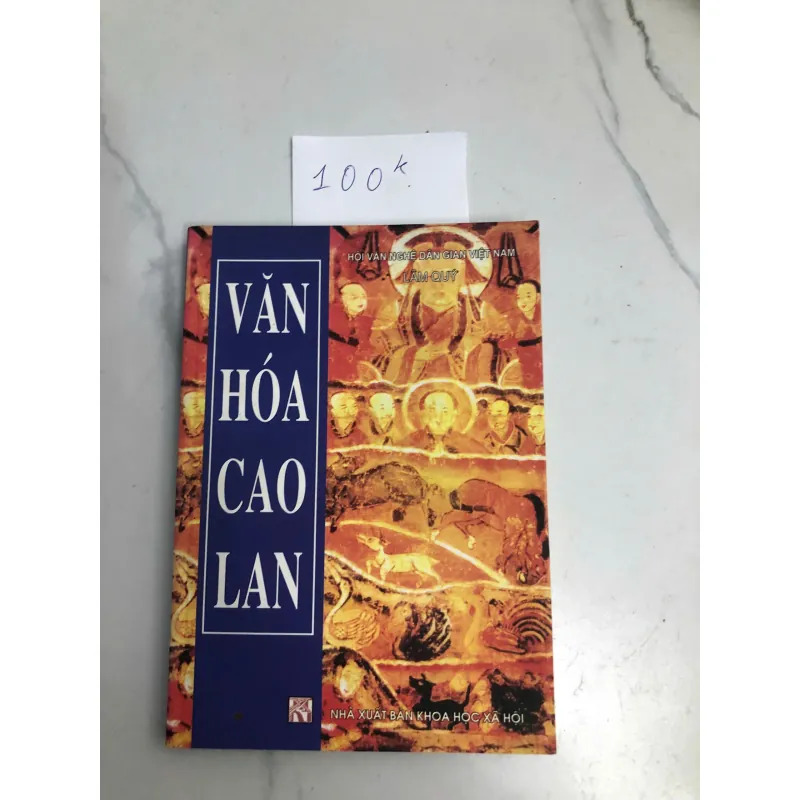 100k.
HỘI VĂN NGHỆ DÂN GIAN VIỆT NAM
LÂM QUÝ
VĂN
HÓA
CAO
LAN
NHÀ XUẤT BẢN KHOA HỌC XÃ HỘI